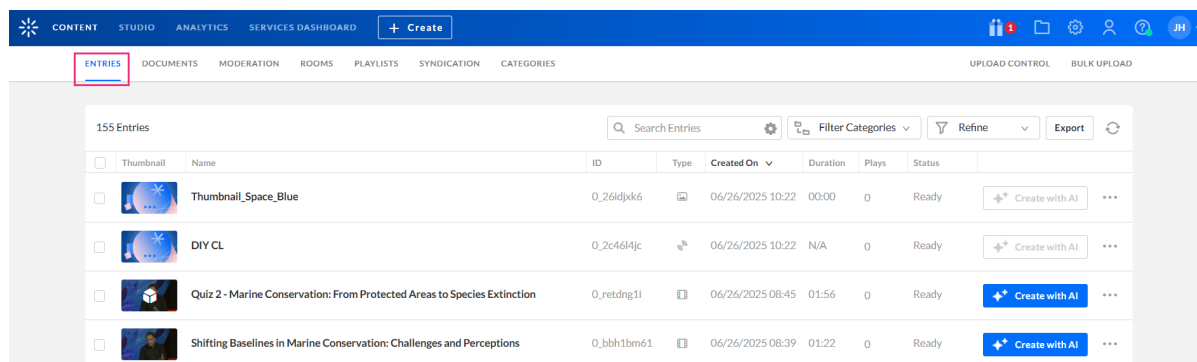 CONTENT STUDIO ANALYTICS SERVICES DASHBOARD + Create 1 JH
ENTRIES DOCUMENTS MODERATION ROOMS PLAYLISTS SYNDICATION CATEGORIES UPLOAD CONTROL BULK UPLOAD
155 Entries Search Entries Filter Categories Refine Export
Thumbnail Name ID Type Created On Duration Plays Status
Thumbnail_Space_Blue 0_26idjxk6 06/26/2025 10:22 00:00 0 Ready Create with AI
DIY CL 0_2c46l4jc 06/26/2025 10:22 N/A 0 Ready Create with AI
Quiz 2 - Marine Conservation: From Protected Areas to Species Extinction 0_retdng1i 06/26/2025 08:45 01:56 0 Ready Create with AI
Shifting Baselines in Marine Conservation: Challenges and Perceptions 0_bbh1bm61 06/26/2025 08:39 01:22 0 Ready Create with AI